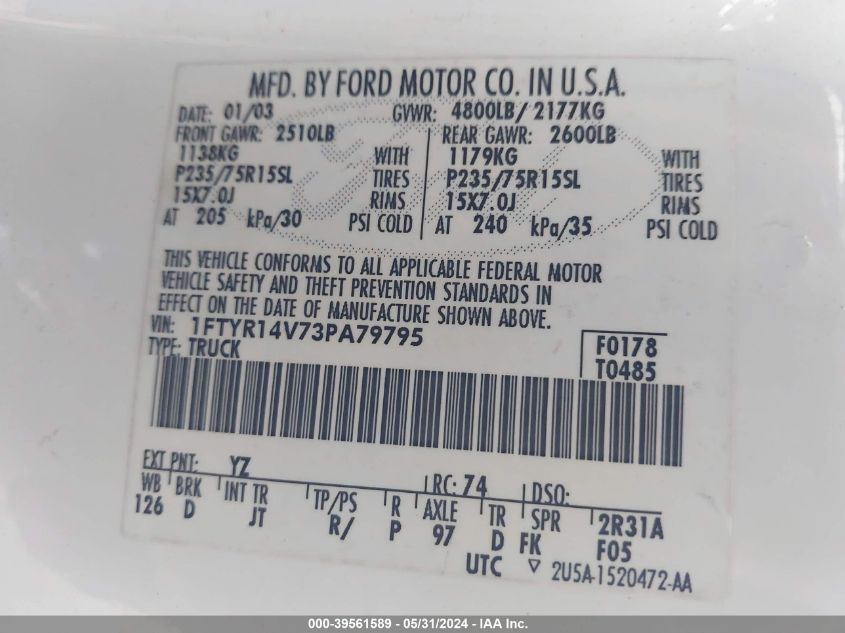 MFD. BY FORD MOTOR CO. IN U.S.A.
DATE: 01/03 GVWR: 4800LB/ 2177KG
FRONT GAWR: 2510LB REAR GAWR: 2600LB
1138KG WITH 1179KG WITH
P235/75R15SL TIRES P235/75R15SL TIRES
15X7.0J RIMS 15X7.0J RIMS
AT 205 kPa/30 PSI COLD AT 240 kPa/35 PSI COLD
THIS VEHICLE CONFORMS TO ALL APPLICABLE FEDERAL MOTOR
VEHICLE SAFETY AND THEFT PREVENTION STANDARDS IN
EFFECT ON THE DATE OF MANUFACTURE SHOWN ABOVE.
VIN: 1FTYR14V73PA79795 F0178
TYPE: TRUCK T0485
EXT PNT: YZ RC: 74 DSO:
WB BRK INT TR TP/PS R AXLE TR SPR 2R31A
126 D JT R/ P 97 D FK F05
UTC ▽ 2U5A-1520472-AA
000-39561589 - 05/31/2024 - IAA Inc.